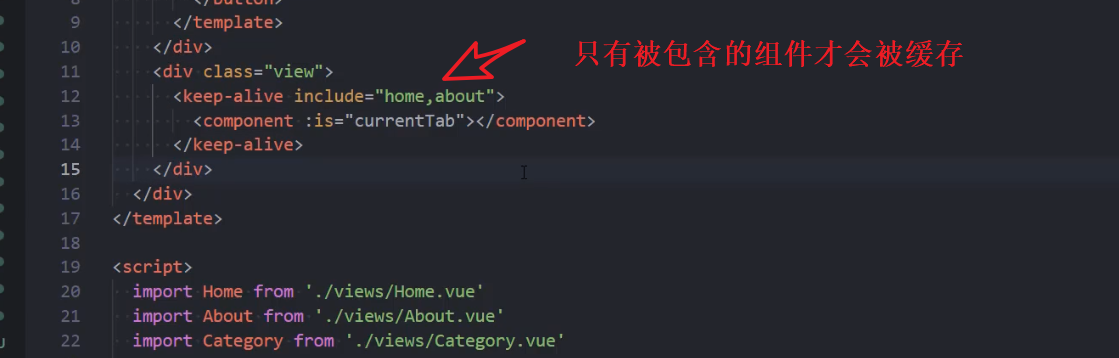 8 </button>
9 </template>
10 </div>
只有被包含的组件才会被缓存
11 <div class="view">
12 <keep-alive include="home,about">
13 <component :is="currentTab"></component>
14 </keep-alive>
15 </div>
16 </div>
17 </template>
18
19 <script>
20 import Home from './views/Home.vue'
21 import About from './views/About.vue'
22 import Category from './views/Category.vue'